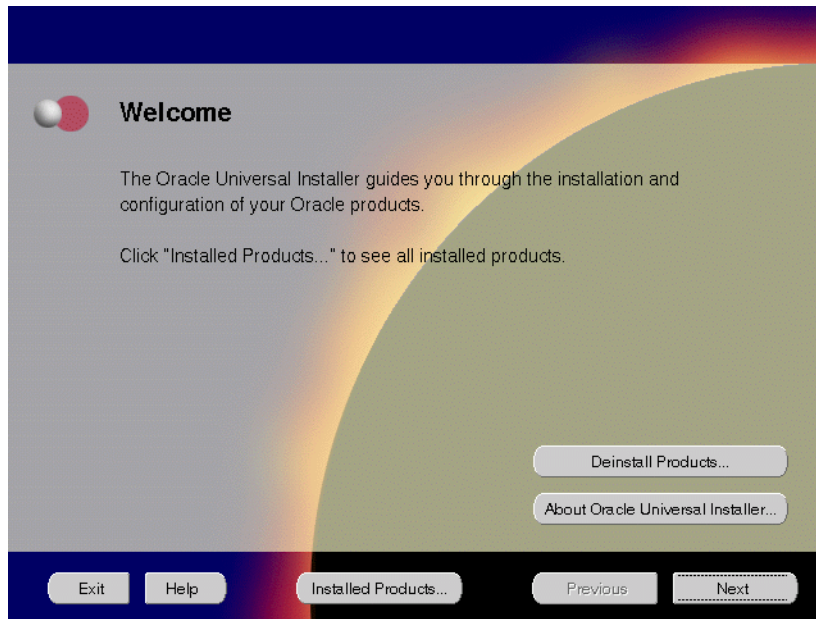 Welcome
The Oracle Universal Installer guides you through the installation and
configuration of your Oracle products.
Click "Installed Products..." to see all installed products.
Deinstall Products...
About Oracle Universal Installer...
Exit
Help
Installed Products...
Previous
Next